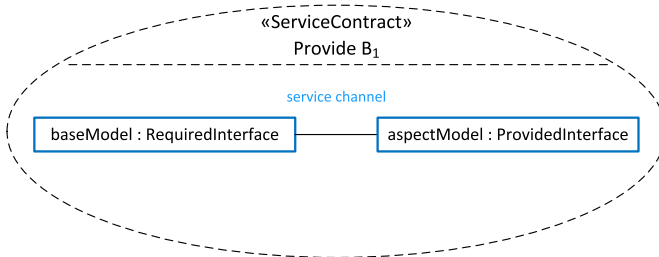 «ServiceContract»
Provide B₁
service channel
baseModel : RequiredInterface
aspectModel : ProvidedInterface